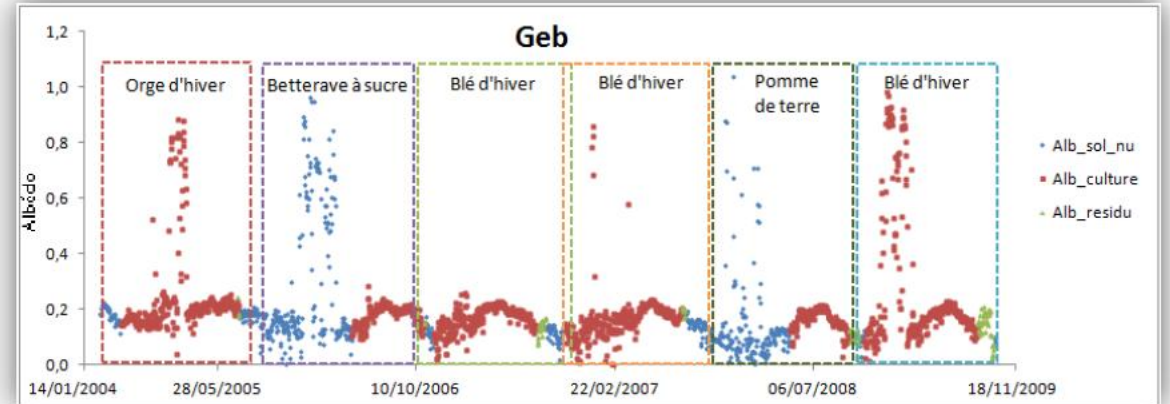 Geb
1,2
1,0
0,8
0,6
0,4
0,2
0,0
Albédo
Orge d'hiver
Betterave à sucre
Blé d'hiver
Blé d'hiver
Pomme
de terre
Blé d'hiver
Alb_sol_nu
Alb_culture
Alb_residu
14/01/2004
28/05/2005
10/10/2006
22/02/2007
06/07/2008
18/11/2009